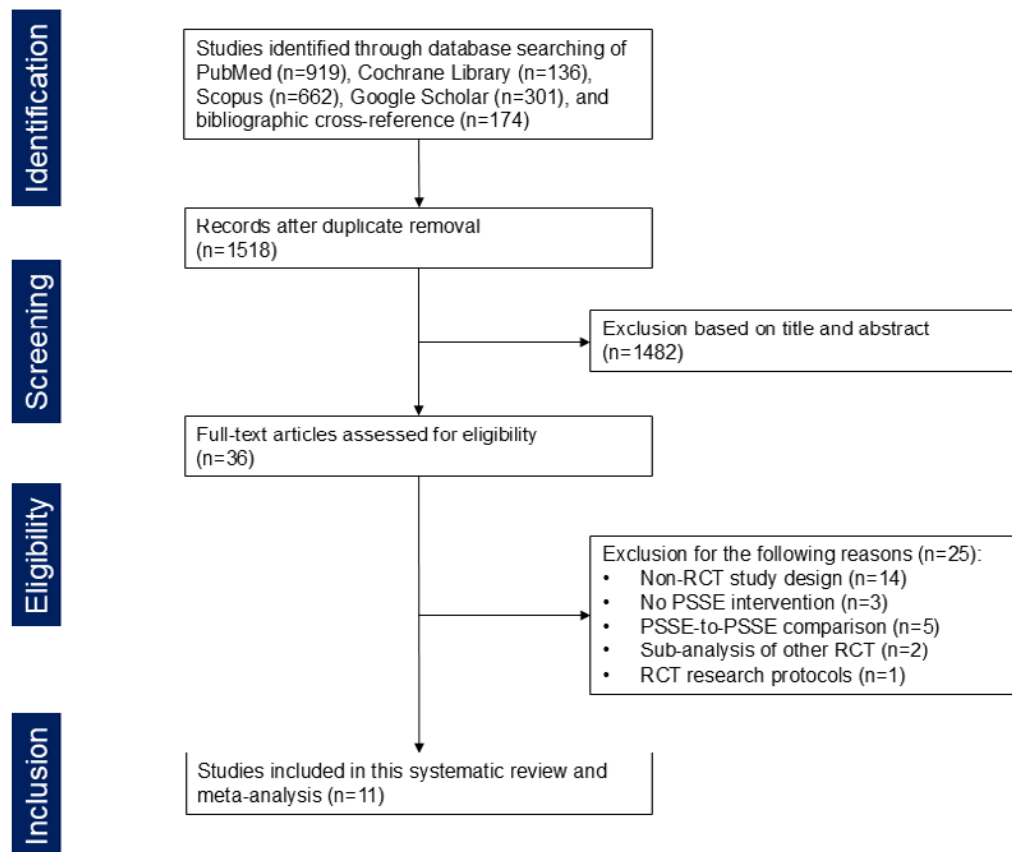 Identification
Studies identified through database searching of
PubMed (n=919), Cochrane Library (n=136),
Scopus (n=662), Google Scholar (n=301), and
bibliographic cross-reference (n=174)
Records after duplicate removal
(n=1518)
Screening
Exclusion based on title and abstract
(n=1482)
Full-text articles assessed for eligibility
(n=36)
Eligibility
Exclusion for the following reasons (n=25):
• Non-RCT study design (n=14)
• No PSSE intervention (n=3)
• PSSE-to-PSSE comparison (n=5)
• Sub-analysis of other RCT (n=2)
• RCT research protocols (n=1)
Inclusion
Studies included in this systematic review and
meta-analysis (n=11)